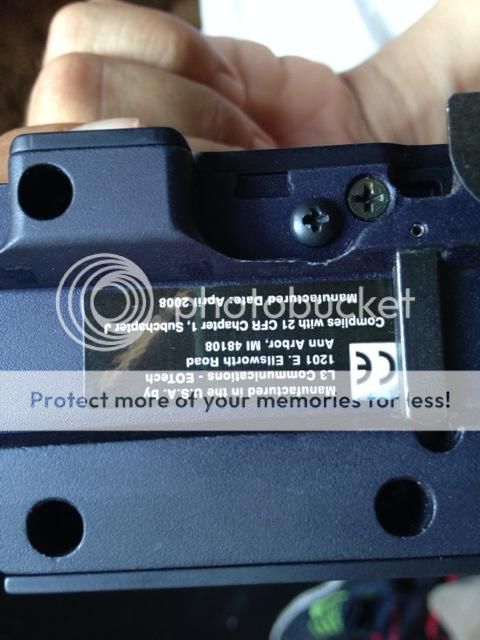 Manufactured in the U.S.A. by
L3 Communications - EOTech
1201 E. Ellsworth Road
Ann Arbor, MI 48108
Complies with 21 CFR Chapter 1, Subchapter J
Manufactured Date: April 2008
CE
photobucket
Protect more of your memories for less!